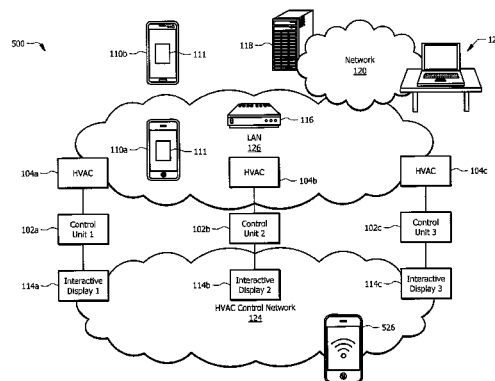 500
110b
111
118
Network
120
12
116
LAN
126
110a
111
104a
HVAC
HVAC
104b
HVAC
104c
102a
Control
Unit 1
102b
Control
Unit 2
102c
Control
Unit 3
114a
Interactive
Display 1
114b
Interactive
Display 2
114c
Interactive
Display 3
HVAC Control Network
124
526